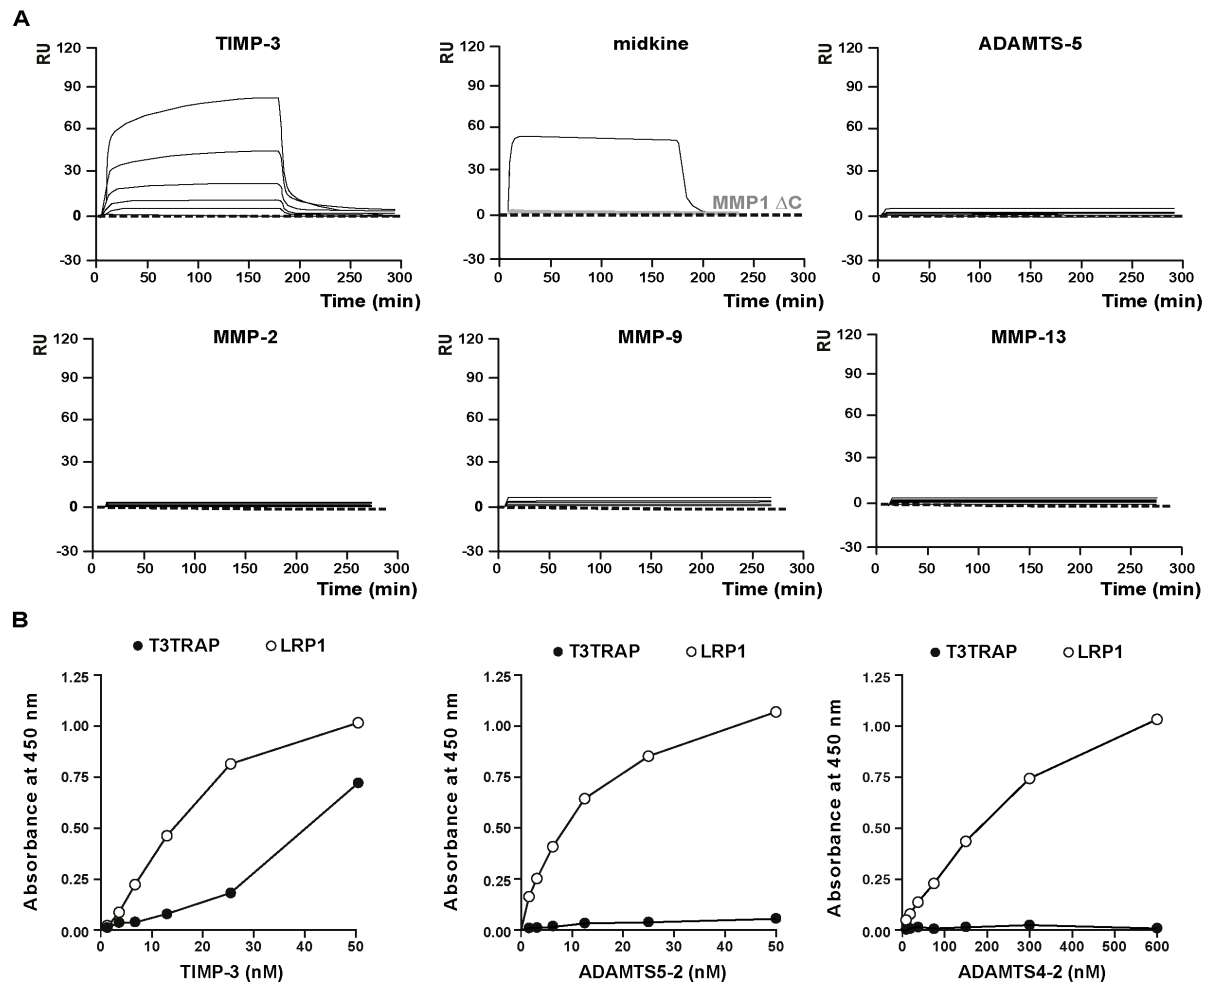 A
TIMP-3
midkine
ADAMTS-5
RU
120
90
60
30
0
-30
0 50 100 150 200 250 300
Time (min)
RU
120
90
60
30
0
-30
MMP1 ΔC
0 50 100 150 200 250 300
Time (min)
RU
120
90
60
30
0
-30
0 50 100 150 200 250 300
Time (min)
MMP-2
MMP-9
MMP-13
RU
120
90
60
30
0
-30
0 50 100 150 200 250 300
Time (min)
RU
120
90
60
30
0
-30
0 50 100 150 200 250 300
Time (min)
RU
120
90
60
30
0
-30
0 50 100 150 200 250 300
Time (min)
B
T3TRAP LRP1
Absorbance at 450 nm
1.25
1.00
0.75
0.50
0.25
0.00
0 10 20 30 40 50
TIMP-3 (nM)
T3TRAP LRP1
Absorbance at 450 nm
1.25
1.00
0.75
0.50
0.25
0.00
0 10 20 30 40 50
ADAMTS5-2 (nM)
T3TRAP LRP1
Absorbance at 450 nm
1.25
1.00
0.75
0.50
0.25
0.00
0 100 200 300 400 500 600
ADAMTS4-2 (nM)